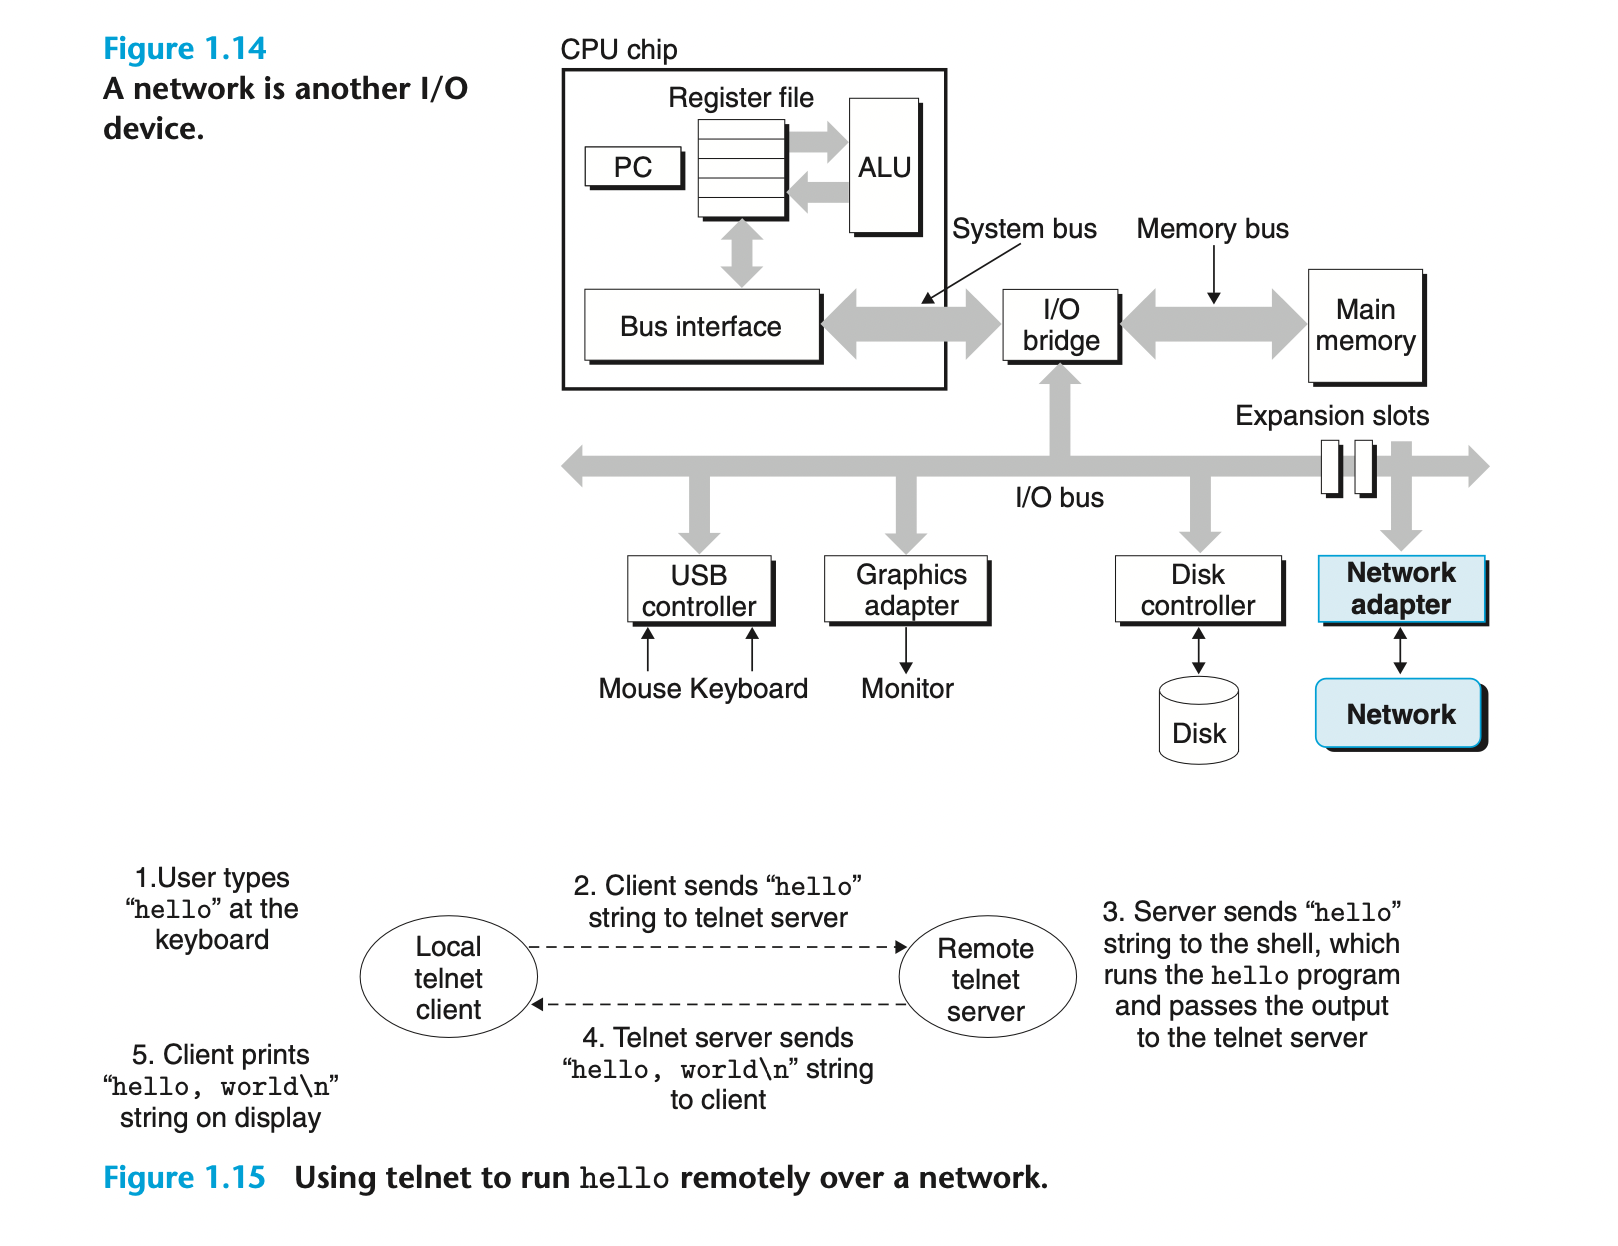 Figure 1.14
A network is another I/O
device.
CPU chip
Register file
PC
ALU
System bus
Memory bus
Bus interface
I/O
bridge
Main
memory
Expansion slots
I/O bus
USB
controller
Graphics
adapter
Disk
controller
Network
adapter
Mouse Keyboard
Monitor
Disk
Network
1.User types
“hello” at the
keyboard
2. Client sends “hello”
string to telnet server
Local
telnet
client
Remote
telnet
server
3. Server sends “hello”
string to the shell, which
runs the hello program
and passes the output
to the telnet server
4. Telnet server sends
“hello, world\n” string
to client
5. Client prints
“hello, world\n”
string on display
Figure 1.15 Using telnet to run hello remotely over a network.